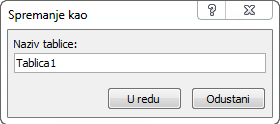 Spremanje kao
Naziv tablice:
Tablica1
U redu
Odustani